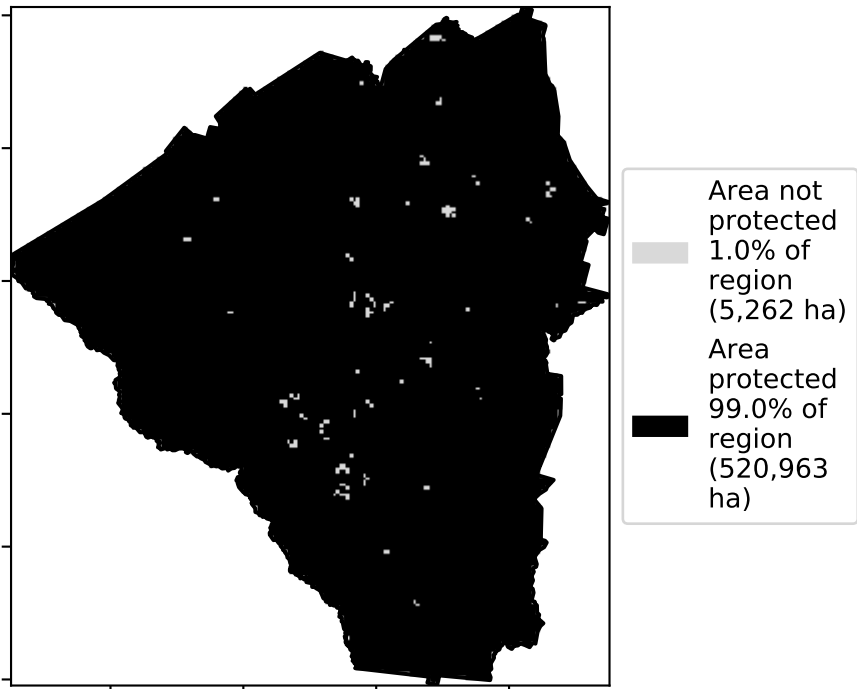 Area not
protected
1.0% of
region
(5,262 ha)
Area
protected
99.0% of
region
(520,963
ha)